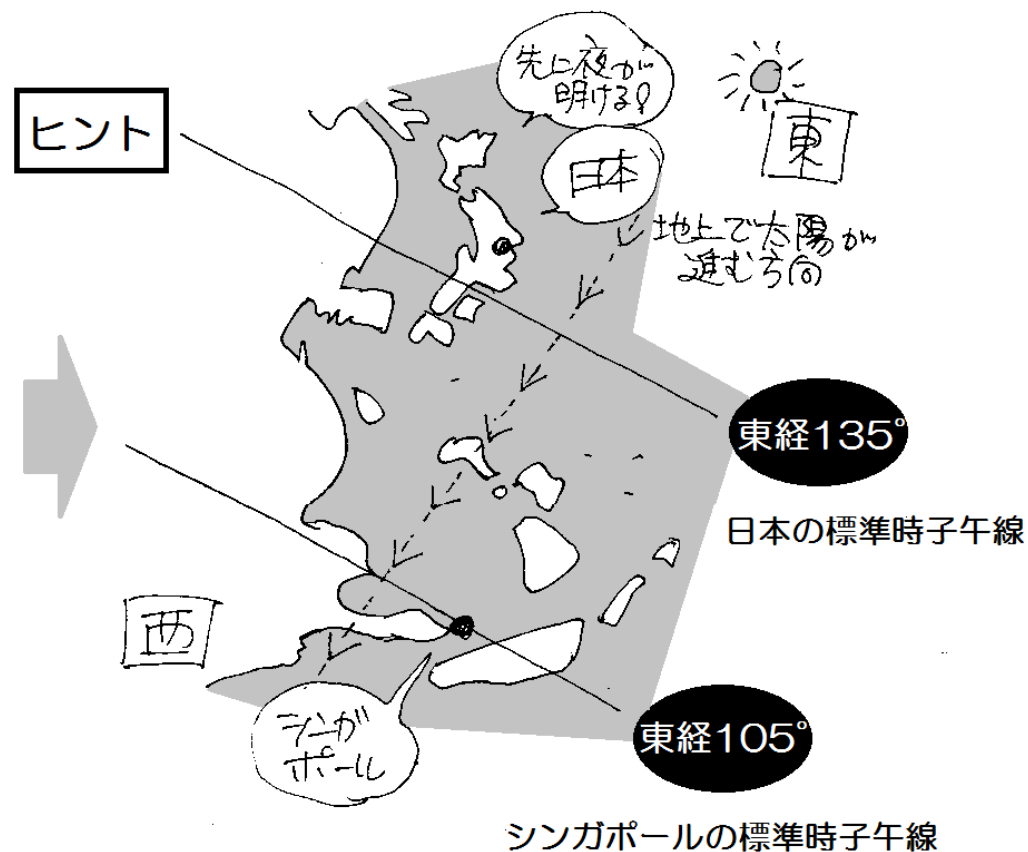 ヒント
先に夜が
明ける!
東
日本
地上で太陽が
進む方向
東経135°
日本の標準時子午線
西
シンガ
ポール
東経105°
シンガポールの標準時子午線